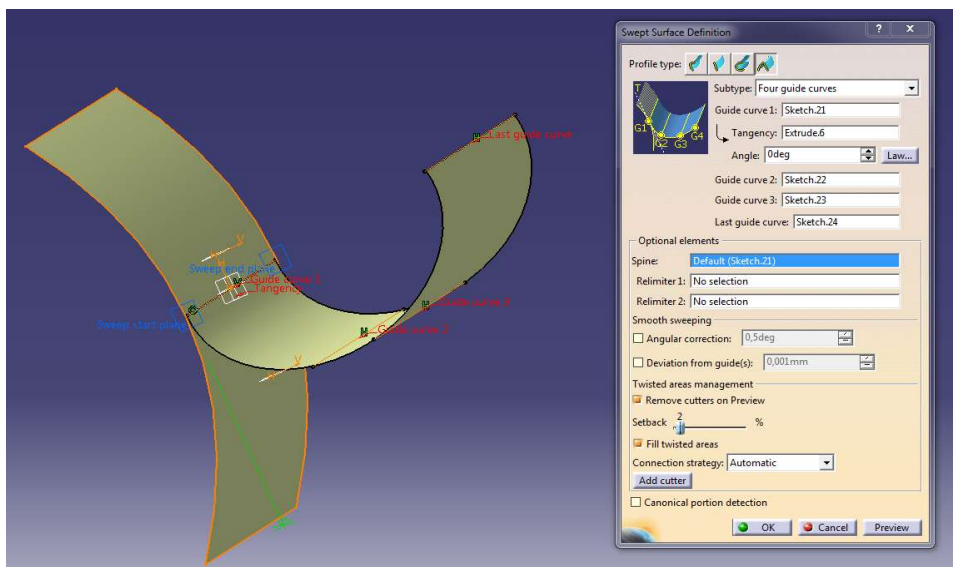 Swept Surface Definition
? X
Profile type:
Subtype: Four guide curves
T G1 G2 G3 G4
Guide curve 1: Sketch.21
Tangency: Extrude.6
Angle: 0deg Law...
Guide curve 2: Sketch.22
Guide curve 3: Sketch.23
Last guide curve: Sketch.24
Optional elements
Spine: Default (Sketch.21)
Relimiter 1: No selection
Relimiter 2: No selection
Smooth sweeping
Angular correction: 0,5deg
Deviation from guide(s): 0,001mm
Twisted areas management
Remove cutters on Preview
2
Setback %
Fill twisted areas
Connection strategy: Automatic
Add cutter
Canonical portion detection
OK Cancel Preview
Last guide curve
Y
Sweep end plane
Guide curve 1
Tangency
Sweep start plane
Guide curve 3
Guide curve 2
Y